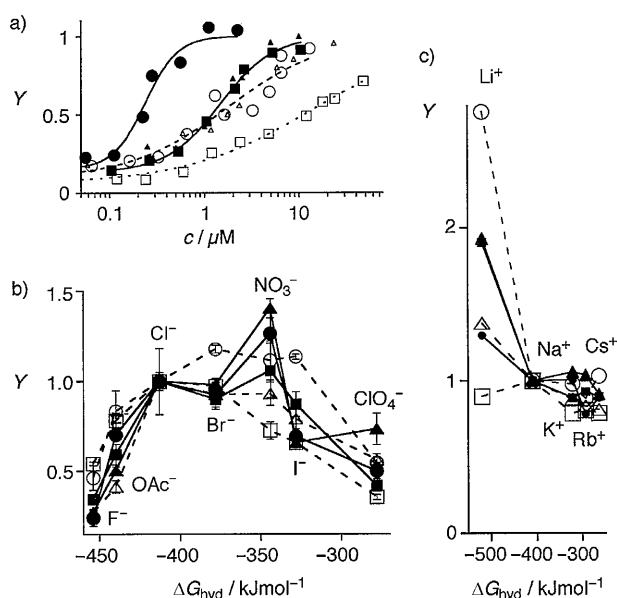 a)
1
Y
0.5
0
0.1
1
10
c / μM
b)
Y
1.5
1.0
0.5
Cl⁻
NO₃⁻
Br⁻
I⁻
ClO₄⁻
OAc⁻
F⁻
−450
−400
−350
−300
ΔG_hyd / kJmol⁻¹
c)
Y
Li⁺
2
1
0
Na⁺
Cs⁺
K⁺
Rb⁺
−500
−400
−300
ΔG_hyd / kJmol⁻¹